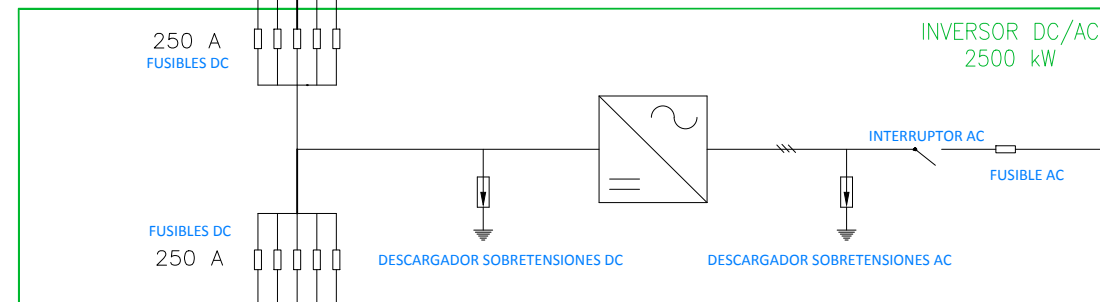 INVERSOR DC/AC
2500 kW
250 A
FUSIBLES DC
INTERRUPTOR AC
FUSIBLE AC
FUSIBLES DC
250 A
DESCARGADOR SOBRETENSIONES DC
DESCARGADOR SOBRETENSIONES AC